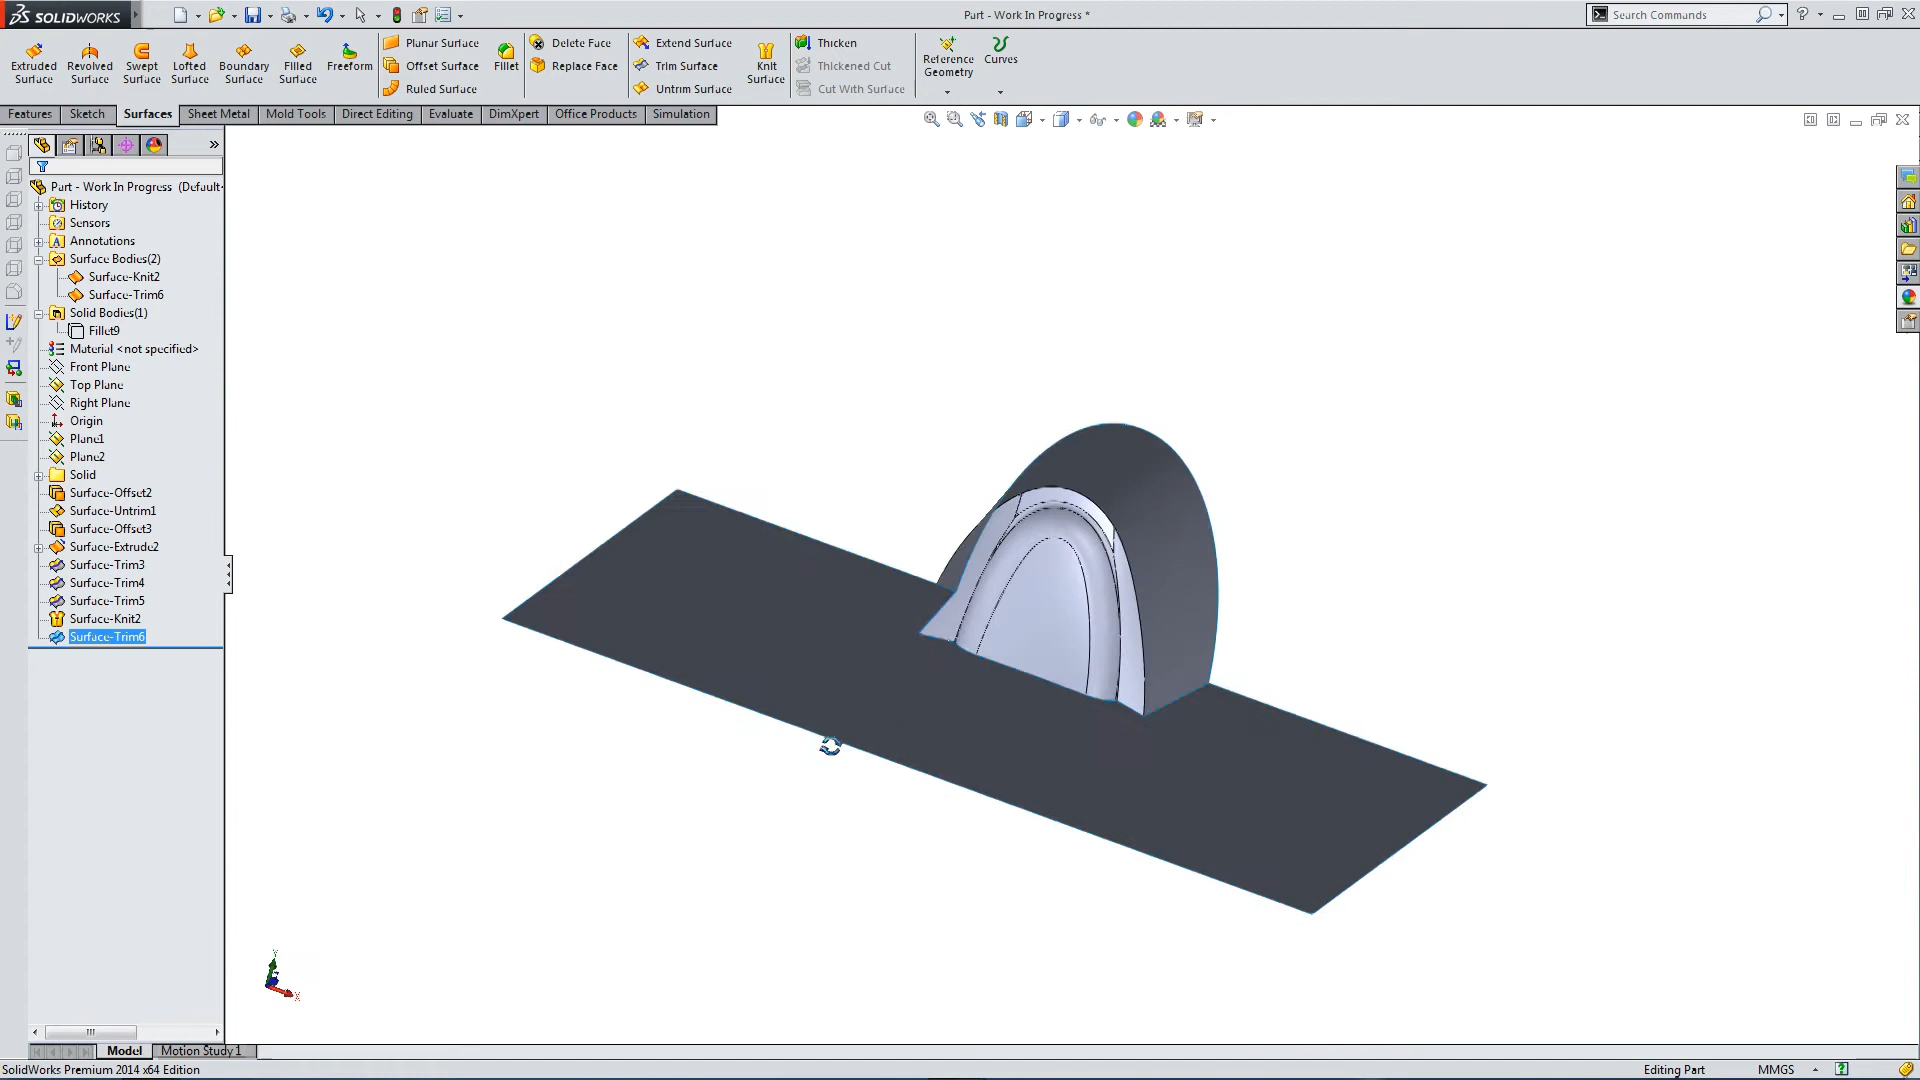 SOLIDWORKS
Part - Work In Progress *
Search Commands
Extruded Surface
Revolved Surface
Swept Surface
Lofted Surface
Boundary Surface
Filled Surface
Freeform
Planar Surface
Offset Surface
Ruled Surface
Fillet
Delete Face
Replace Face
Extend Surface
Trim Surface
Untrim Surface
Knit Surface
Thicken
Thickened Cut
Cut With Surface
Reference Geometry
Curves
Features
Sketch
Surfaces
Sheet Metal
Mold Tools
Direct Editing
Evaluate
DimXpert
Office Products
Simulation
Part - Work In Progress (Default
History
Sensors
Annotations
Surface Bodies(2)
Surface-Knit2
Surface-Trim6
Solid Bodies(1)
Fillet9
Material <not specified>
Front Plane
Top Plane
Right Plane
Origin
Plane1
Plane2
Solid
Surface-Offset2
Surface-Untrim1
Surface-Offset3
Surface-Extrude2
Surface-Trim3
Surface-Trim4
Surface-Trim5
Surface-Knit2
Surface-Trim6
Y
X
Model
Motion Study 1
SolidWorks Premium 2014 x64 Edition
Editing Part
MMGS